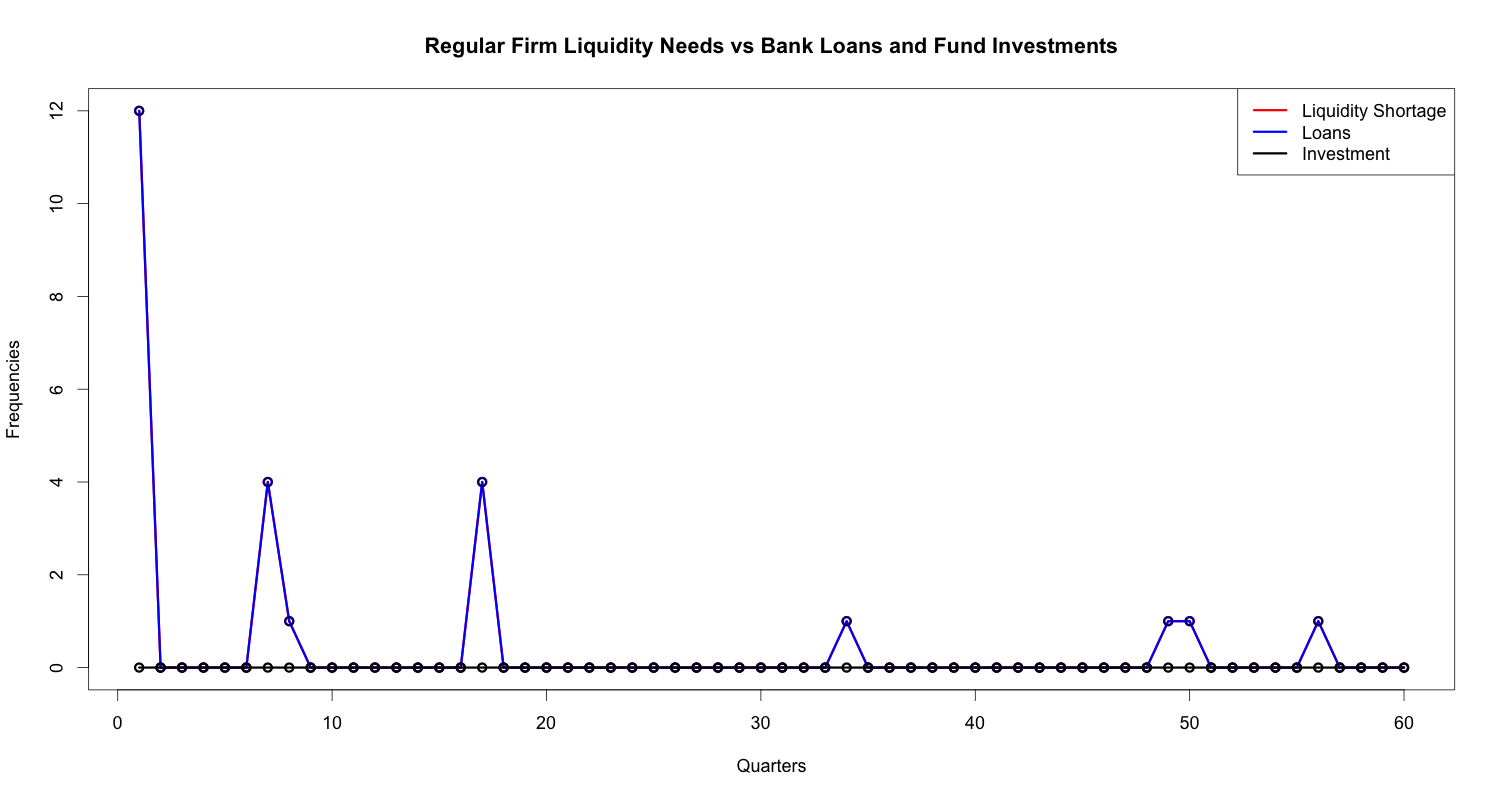 Regular Firm Liquidity Needs vs Bank Loans and Fund Investments
Liquidity Shortage
Loans
Investment
12
10
8
6
4
2
0
Frequencies
0 10 20 30 40 50 60
Quarters